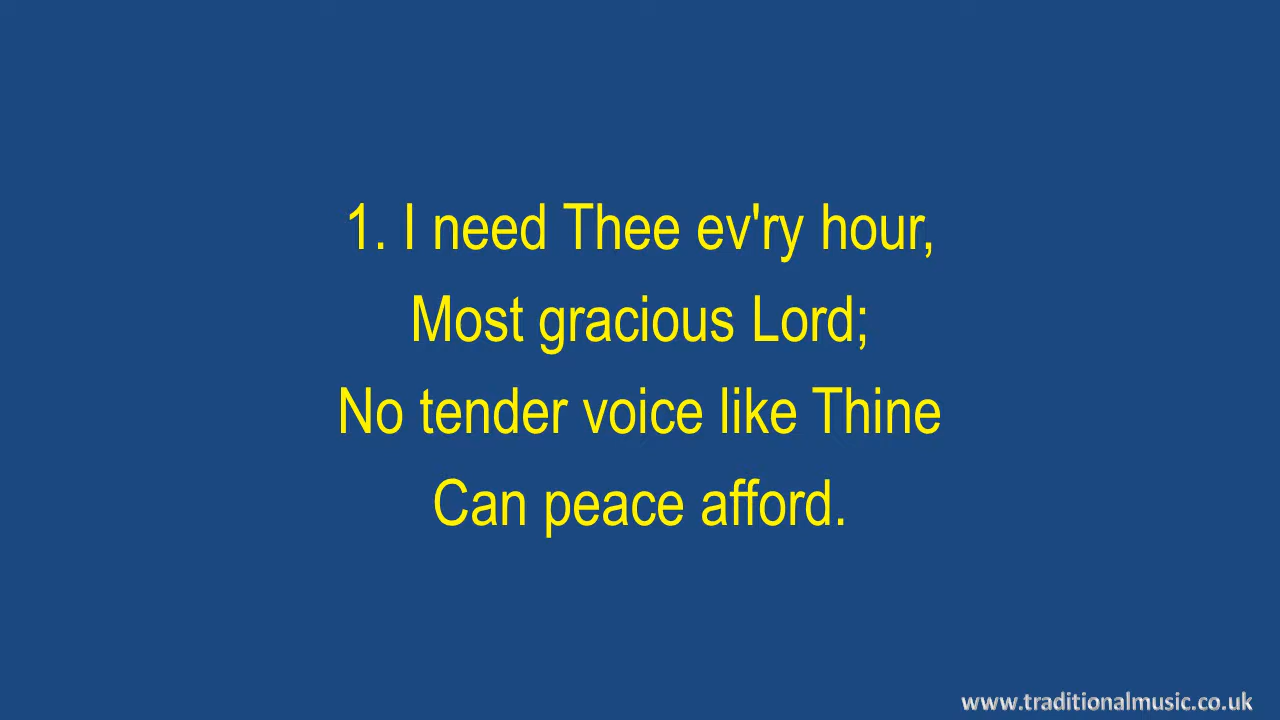 1. I need Thee ev'ry hour,
Most gracious Lord;
No tender voice like Thine
Can peace afford.
www.traditionalmusic.co.uk